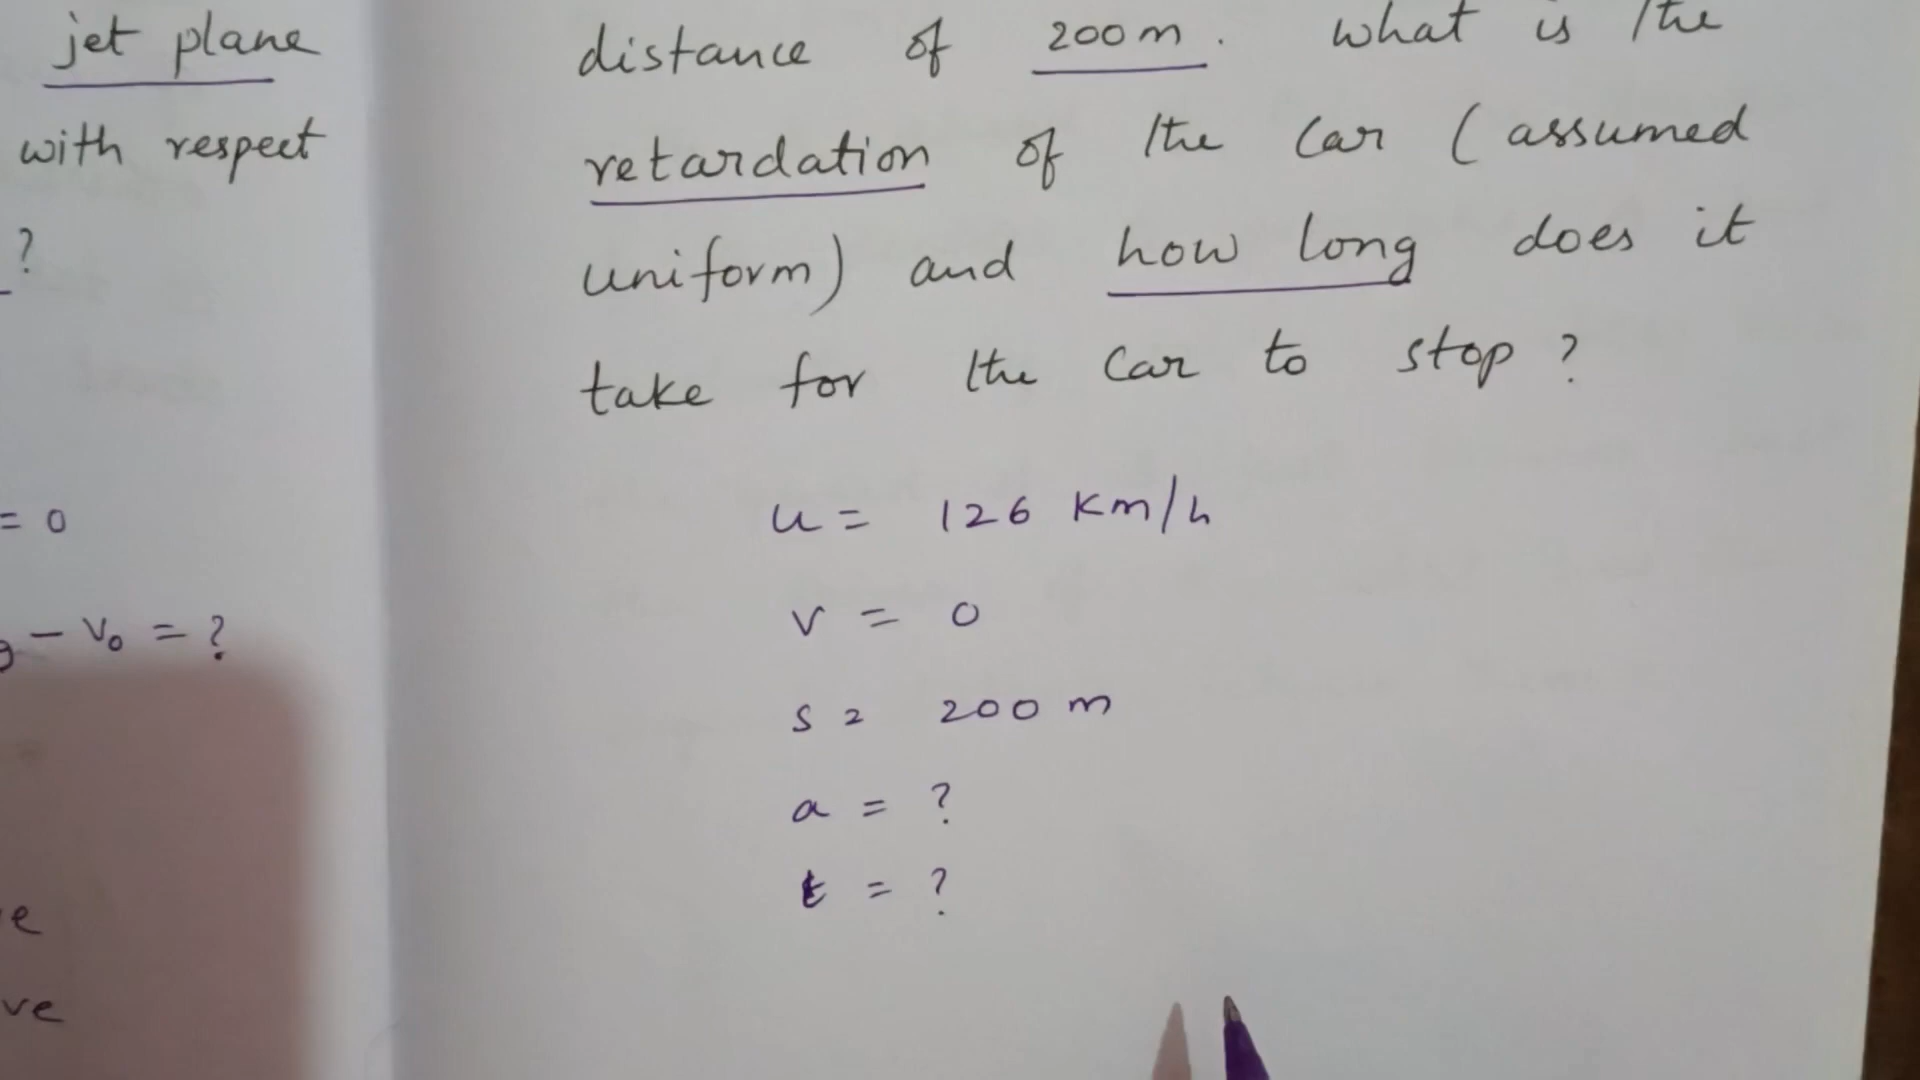 jet plane
with respect
?
= 0
- v₀ = ?
ve
distance of 200 m. What is the
retardation of the car (assumed
uniform) and how long does it
take for the car to stop?
u = 126 Km/h
v = 0
s = 200 m
a = ?
t = ?